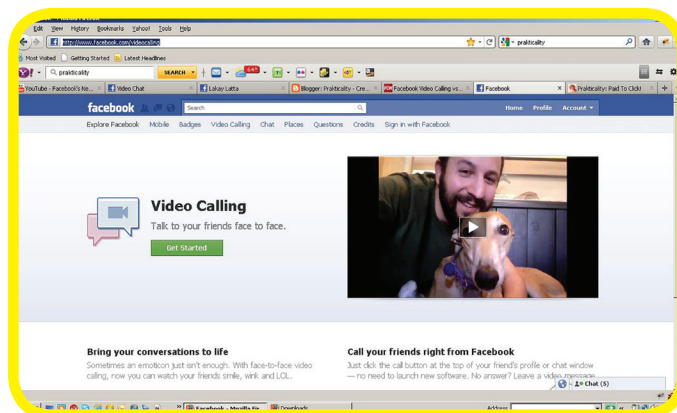 Edit View History Bookmarks Yahoo! Tools Help
http://www.facebook.com/videocalling
prakticality
Most Visited Getting Started Latest Headlines
prakticality SEARCH 64°
YouTube - Facebook's Ne... Video Chat Lakay Latta Blogger: Prakticality - Cre... Facebook Video Calling vs... Facebook Prakticality: Paid To Click!
facebook Search Home Profile Account
Explore Facebook Mobile Badges Video Calling Chat Places Questions Credits Sign in with Facebook
Video Calling
Talk to your friends face to face.
Get Started
Bring your conversations to life
Sometimes an emoticon just isn't enough. With face-to-face video
calling, now you can watch your friends smile, wink and LOL.
Call your friends right from Facebook
Just click the call button at the top of your friend's profile or chat window
— no need to launch new software. No answer? Leave a video message.
Chat (5)
Facebook - Mozilla Fir... Downloads Address